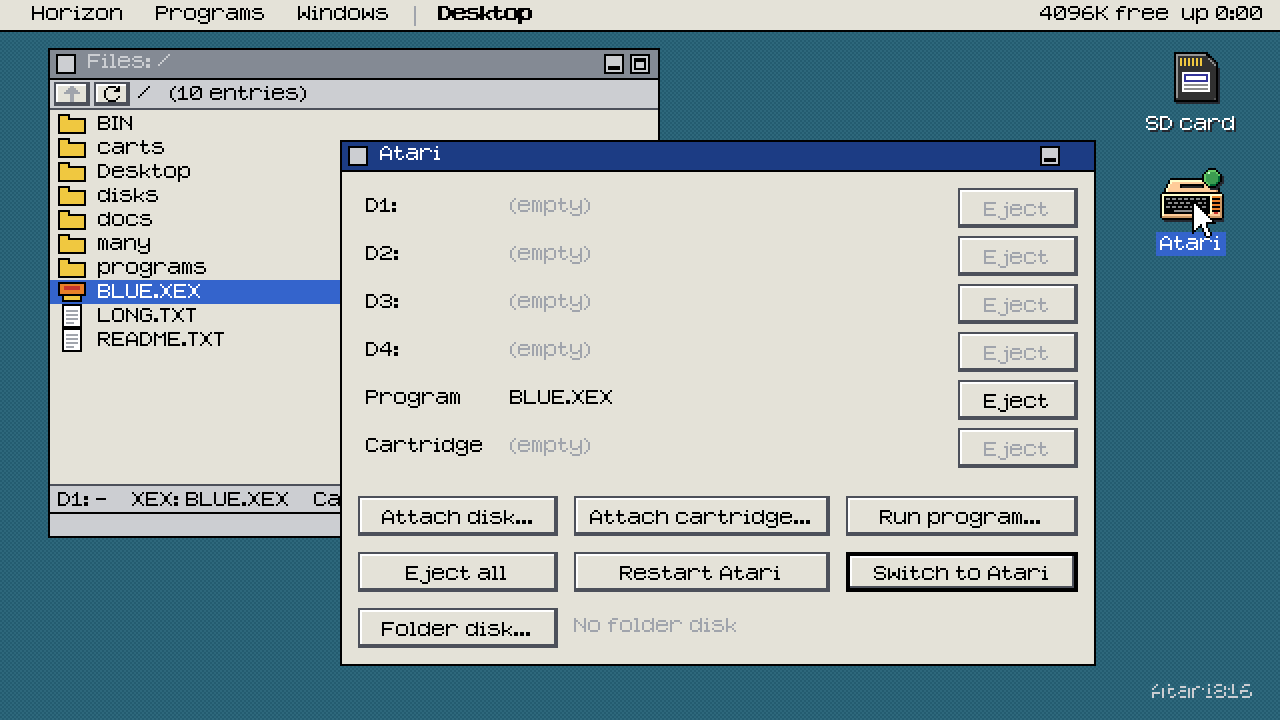 Horizon Programs Windows | Desktop 4096K free up 0:00
Files: /
/ (10 entries)
BIN
carts
Desktop
disks
docs
many
programs
BLUE.XEX
LONG.TXT
README.TXT
D1: - XEX: BLUE.XEX Ca
Atari
D1: (empty) Eject
D2: (empty) Eject
D3: (empty) Eject
D4: (empty) Eject
Program BLUE.XEX Eject
Cartridge (empty) Eject
Attach disk... Attach cartridge... Run program...
Eject all Restart Atari Switch to Atari
Folder disk... No folder disk
SD card
Atari
Atari816